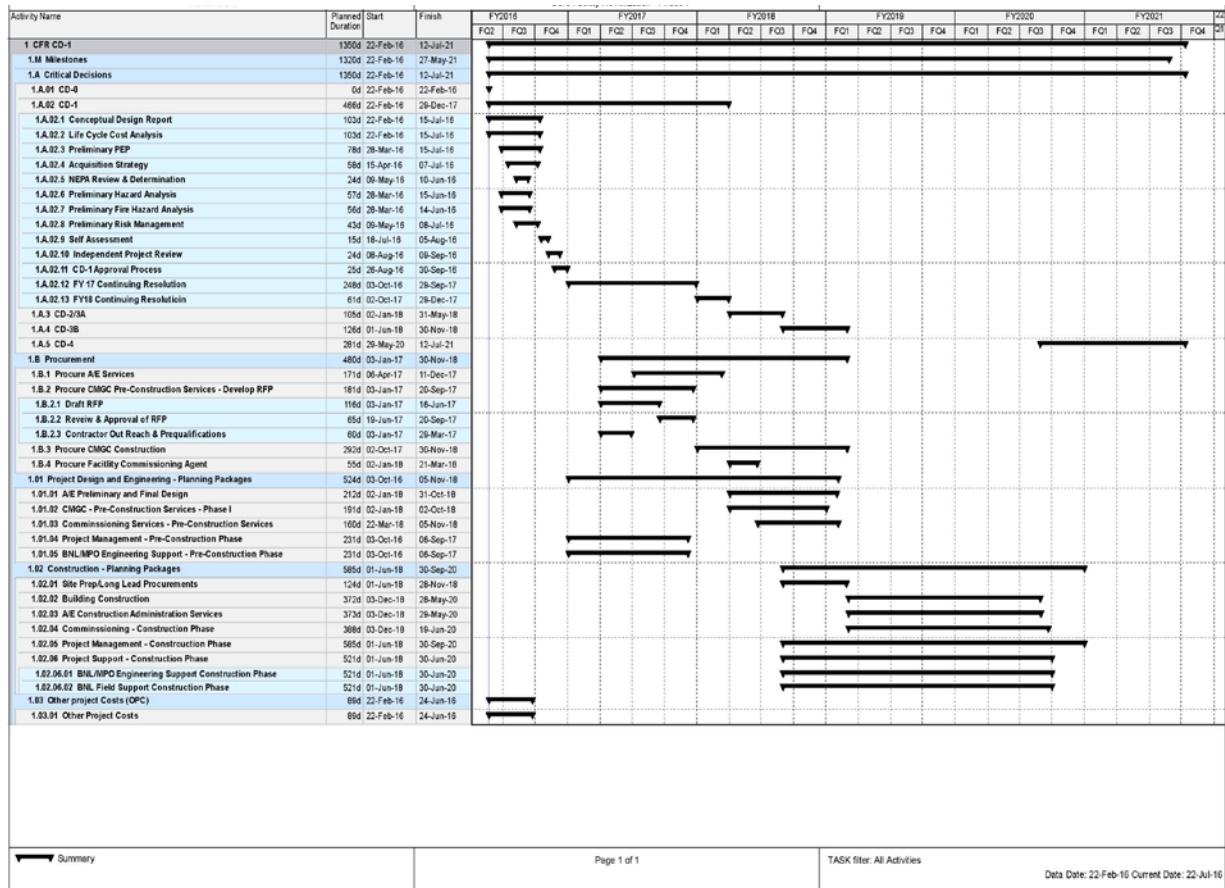 Activity Name Planned Duration Start Finish FY2016 FY2017 FY2018 FY2019 FY2020 FY2021
FQ2 FQ3 FQ4 FQ1 FQ2 FQ3 FQ4 FQ1 FQ2 FQ3 FQ4 FQ1 FQ2 FQ3 FQ4 FQ1 FQ2 FQ3 FQ4 FQ1 FQ2 FQ3 FQ4
1 CFR CD-1 1350d 22-Feb-16 12-Jul-21
1.M Milestones 1320d 22-Feb-16 27-May-21
1.A Critical Decisions 1350d 22-Feb-16 12-Jul-21
1.A.01 CD-0 0d 22-Feb-16 22-Feb-16
1.A.02 CD-1 466d 22-Feb-16 29-Dec-17
1.A.02.1 Conceptual Design Report 103d 22-Feb-16 15-Jul-16
1.A.02.2 Life Cycle Cost Analysis 103d 22-Feb-16 15-Jul-16
1.A.02.3 Preliminary PEP 78d 28-Mar-16 15-Jul-16
1.A.02.4 Acquisition Strategy 58d 15-Apr-16 07-Jul-16
1.A.02.5 NEPA Review & Determination 24d 09-May-16 10-Jun-16
1.A.02.6 Preliminary Hazard Analysis 57d 28-Mar-16 15-Jun-16
1.A.02.7 Preliminary Fire Hazard Analysis 56d 28-Mar-16 14-Jun-16
1.A.02.8 Preliminary Risk Management 43d 09-May-16 08-Jul-16
1.A.02.9 Self Assessment 15d 18-Jul-16 05-Aug-16
1.A.02.10 Independent Project Review 24d 08-Aug-16 09-Sep-16
1.A.02.11 CD-1 Approval Process 25d 26-Aug-16 30-Sep-16
1.A.02.12 FY 17 Continuing Resolution 248d 03-Oct-16 29-Sep-17
1.A.02.13 FY18 Continuing Resolutioin 61d 02-Oct-17 29-Dec-17
1.A.3 CD-2/3A 105d 02-Jan-18 31-May-18
1.A.4 CD-3B 126d 01-Jun-18 30-Nov-18
1.A.5 CD-4 281d 29-May-20 12-Jul-21
1.B Procurement 480d 03-Jan-17 30-Nov-18
1.B.1 Procure A/E Services 171d 06-Apr-17 11-Dec-17
1.B.2 Procure CMGC Pre-Construction Services - Develop RFP 181d 03-Jan-17 20-Sep-17
1.B.2.1 Draft RFP 116d 03-Jan-17 16-Jun-17
1.B.2.2 Reveiw & Approval of RFP 65d 19-Jun-17 20-Sep-17
1.B.2.3 Contractor Out Reach & Prequalifications 60d 03-Jan-17 29-Mar-17
1.B.3 Procure CMGC Construction 292d 02-Oct-17 30-Nov-18
1.B.4 Procure Facitlity Commissioning Agent 55d 02-Jan-18 21-Mar-18
1.01 Project Design and Engineering - Planning Packages 524d 03-Oct-16 05-Nov-18
1.01.01 A/E Preliminary and Final Design 212d 02-Jan-18 31-Oct-18
1.01.02 CMGC - Pre-Construction Services - Phase I 191d 02-Jan-18 02-Oct-18
1.01.03 Comminssioning Services - Pre-Construction Services 160d 22-Mar-18 05-Nov-18
1.01.04 Project Management - Pre-Construction Phase 231d 03-Oct-16 06-Sep-17
1.01.05 BNL/MPO Engineering Support - Pre-Construction Phase 231d 03-Oct-16 06-Sep-17
1.02 Construction - Planning Packages 585d 01-Jun-18 30-Sep-20
1.02.01 Site Prep/Long Lead Procurements 124d 01-Jun-18 28-Nov-18
1.02.02 Building Construction 372d 03-Dec-18 28-May-20
1.02.03 A/E Construction Administration Services 373d 03-Dec-18 29-May-20
1.02.04 Comminssioning - Construction Phase 388d 03-Dec-18 19-Jun-20
1.02.05 Project Management - Constrcuction Phase 585d 01-Jun-18 30-Sep-20
1.02.06 Project Support - Construction Phase 521d 01-Jun-18 30-Jun-20
1.02.06.01 BNL/MPO Engineering Support Construction Phase 521d 01-Jun-18 30-Jun-20
1.02.06.02 BNL Field Support Construction Phase 521d 01-Jun-18 30-Jun-20
1.03 Other project Costs (OPC) 89d 22-Feb-16 24-Jun-16
1.03.01 Other Project Costs 89d 22-Feb-16 24-Jun-16
Summary Page 1 of 1 TASK filter: All Activities
Data Date: 22-Feb-16 Current Date: 22-Jul-16